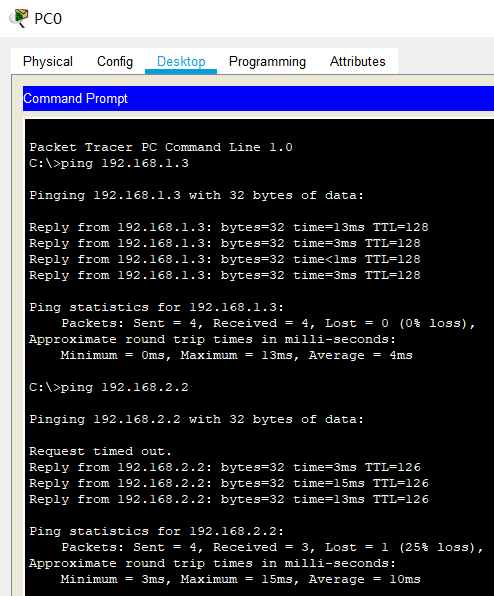 PC0
Physical Config Desktop Programming Attributes
Command Prompt
Packet Tracer PC Command Line 1.0
C:\>ping 192.168.1.3
Pinging 192.168.1.3 with 32 bytes of data:
Reply from 192.168.1.3: bytes=32 time=13ms TTL=128
Reply from 192.168.1.3: bytes=32 time=3ms TTL=128
Reply from 192.168.1.3: bytes=32 time<1ms TTL=128
Reply from 192.168.1.3: bytes=32 time=3ms TTL=128
Ping statistics for 192.168.1.3:
Packets: Sent = 4, Received = 4, Lost = 0 (0% loss),
Approximate round trip times in milli-seconds:
Minimum = 0ms, Maximum = 13ms, Average = 4ms
C:\>ping 192.168.2.2
Pinging 192.168.2.2 with 32 bytes of data:
Request timed out.
Reply from 192.168.2.2: bytes=32 time=3ms TTL=126
Reply from 192.168.2.2: bytes=32 time=15ms TTL=126
Reply from 192.168.2.2: bytes=32 time=13ms TTL=126
Ping statistics for 192.168.2.2:
Packets: Sent = 4, Received = 3, Lost = 1 (25% loss),
Approximate round trip times in milli-seconds:
Minimum = 3ms, Maximum = 15ms, Average = 10ms